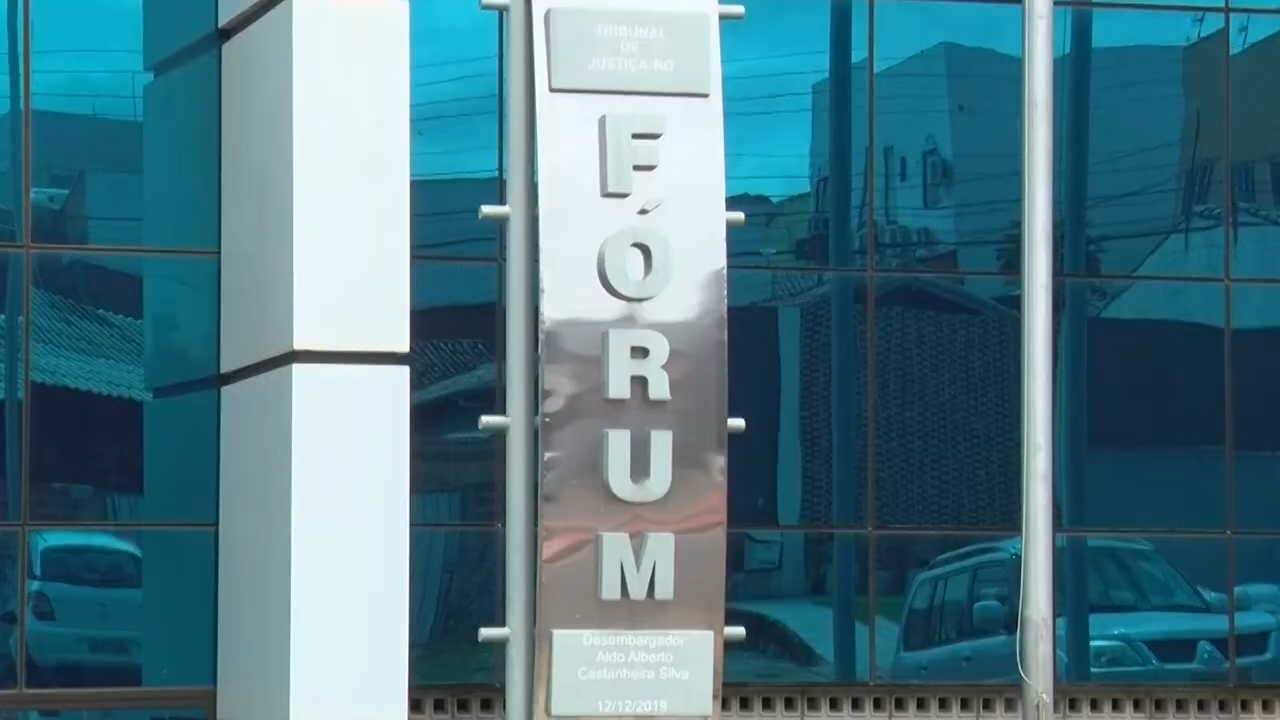 TRIBUNAL
DE
JUSTIÇA-RO
FÓRUM
Desembargador
Aldo Alberto
Castanheira Silva
12/12/2019